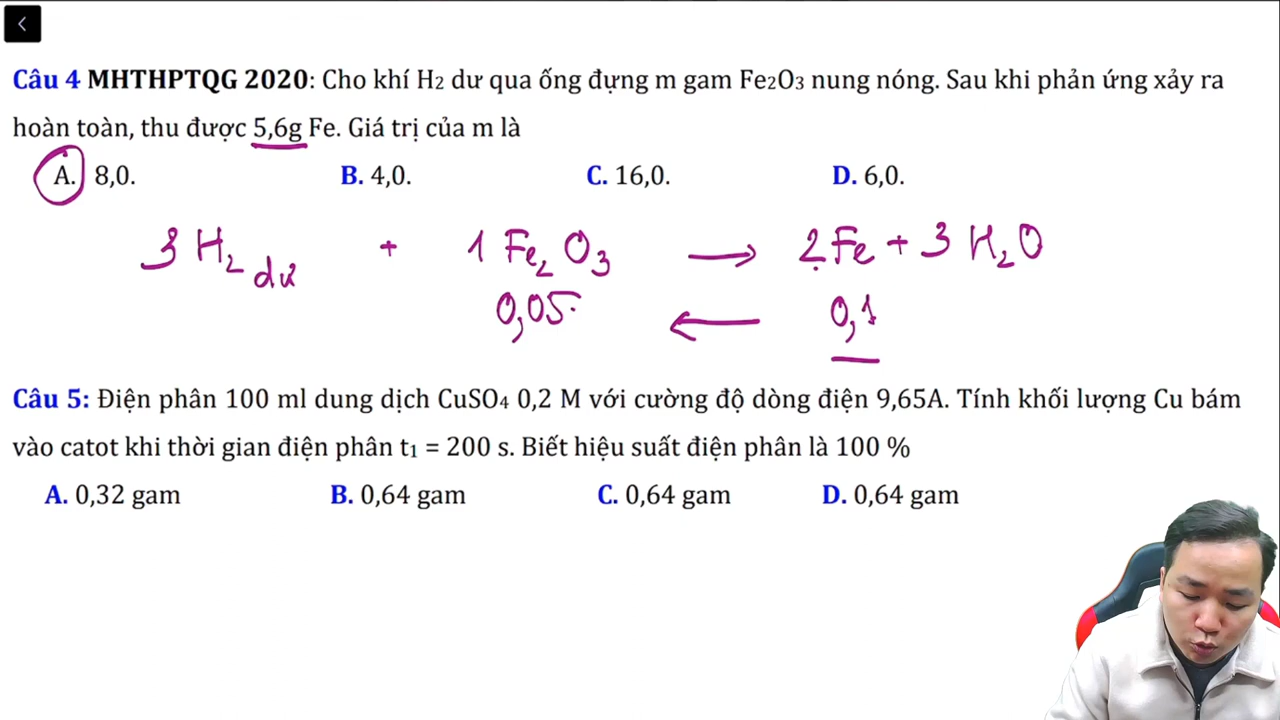 Câu 4 MHTHPTQG 2020: Cho khí H₂ dư qua ống đựng m gam Fe₂O₃ nung nóng. Sau khi phản ứng xảy ra
hoàn toàn, thu được 5,6g Fe. Giá trị của m là
A. 8,0. B. 4,0. C. 16,0. D. 6,0.
3 H₂ dư + 1 Fe₂O₃ → 2Fe + 3 H₂O
0,05 ← 0,1
Câu 5: Điện phân 100 ml dung dịch CuSO₄ 0,2 M với cường độ dòng điện 9,65A. Tính khối lượng Cu bám
vào catot khi thời gian điện phân t₁ = 200 s. Biết hiệu suất điện phân là 100 %
A. 0,32 gam B. 0,64 gam C. 0,64 gam D. 0,64 gam